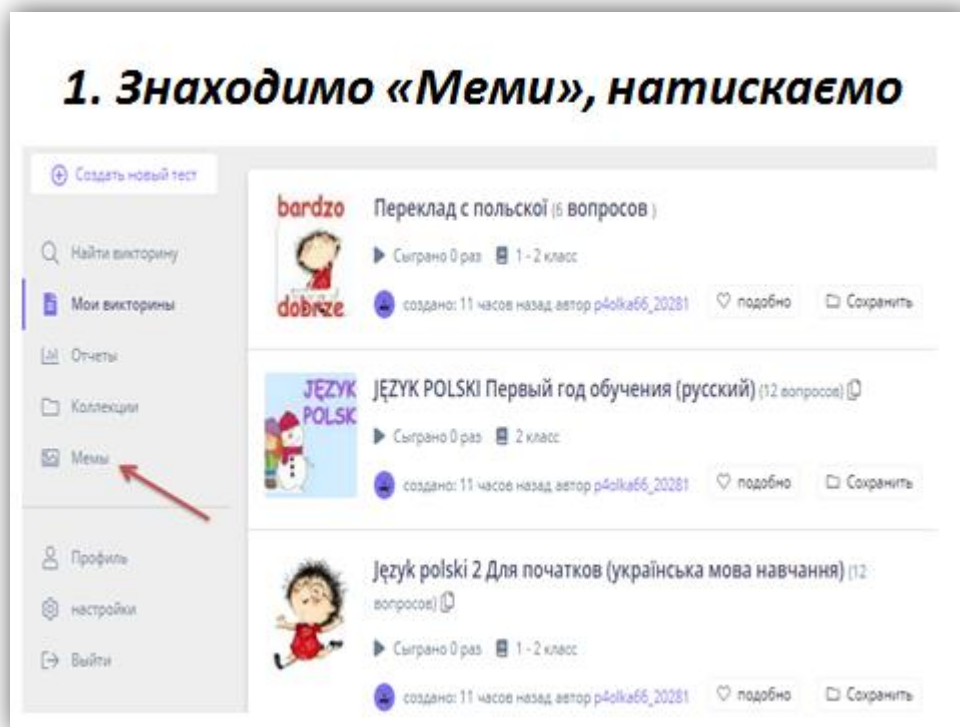 1. Знаходимо «Меми», натискаємо
Создать новый тест
Найти викторину
Мои викторины
Отчеты
Коллекции
Мемы
Профиль
настройки
Выйти
bardzo
dobrze
Переклад с польскої (6 вопросов )
Сыграно 0 раз 1 - 2 класс
создано: 11 часов назад автор p4olka66_20281 подобно Сохранить
JĘZYK
POLSK
JĘZYK POLSKI Первый год обучения (русский) (12 вопросов)
Сыграно 0 раз 2 класс
создано: 11 часов назад автор p4olka66_20281 подобно Сохранить
Język polski 2 Для початков (українська мова навчання) (12
вопросов)
Сыграно 0 раз 1 - 2 класс
создано: 11 часов назад автор p4olka66_20281 подобно Сохранить